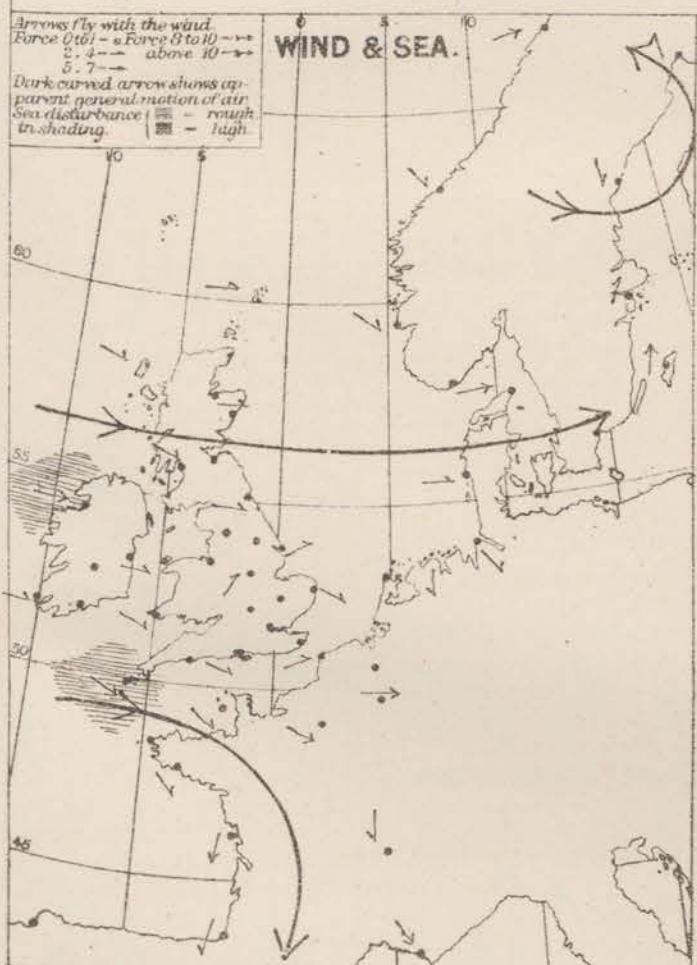 Arrows fly with the wind
Force 0 to 1 – Force 8 to 10
2. 4 – above 10
5. 7 –
Dark curved arrow shows ap-
parent general motion of air
Sea disturbance – rough
in shading. – high.
WIND & SEA.
10 5 0 5 10
60
55
50
45